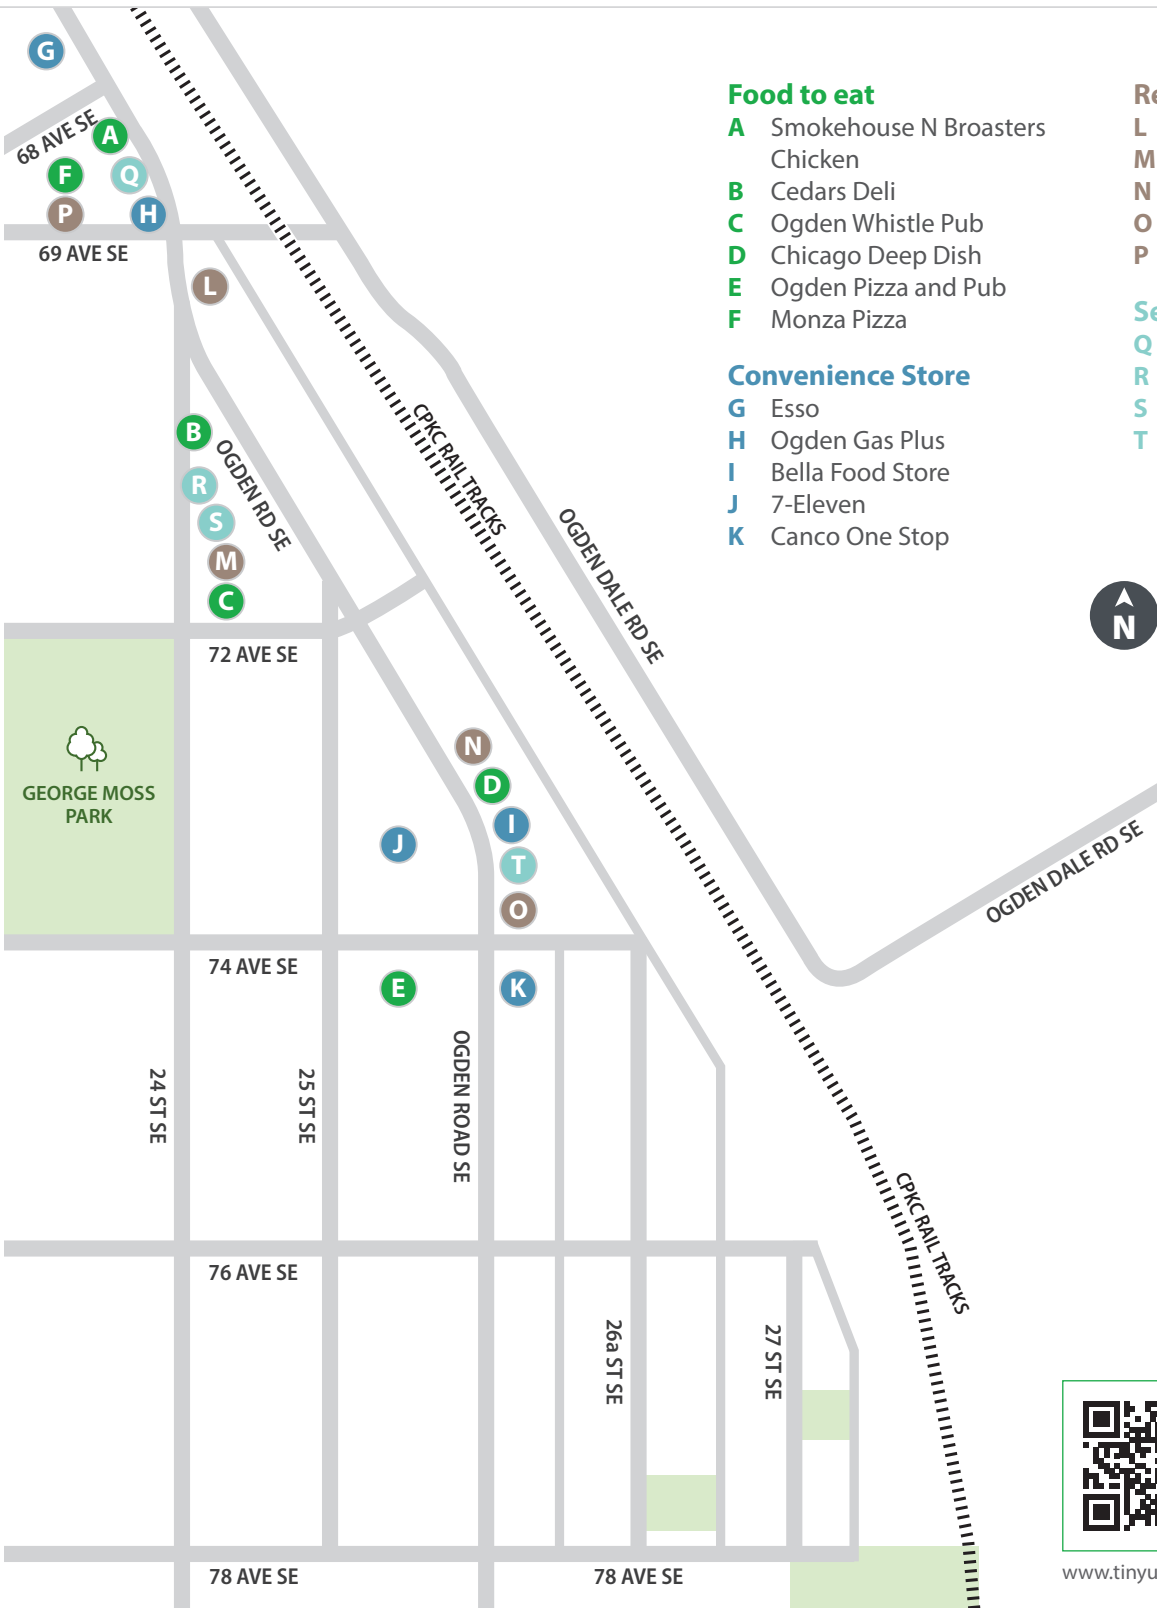 G
68 AVE SE
A
F
Q
P
H
69 AVE SE
L
B
OGDEN RD SE
R
S
M
C
72 AVE SE
CPKC RAIL TRACKS
OGDEN DALE RD SE
GEORGE MOSS
PARK
N
D
I
J
T
O
OGDEN DALE RD SE
74 AVE SE
E
K
24 ST SE
25 ST SE
OGDEN ROAD SE
CPKC RAIL TRACKS
76 AVE SE
26a ST SE
27 ST SE
78 AVE SE
78 AVE SE
Food to eat
A Smokehouse N Broasters
Chicken
B Cedars Deli
C Ogden Whistle Pub
D Chicago Deep Dish
E Ogden Pizza and Pub
F Monza Pizza
Convenience Store
G Esso
H Ogden Gas Plus
I Bella Food Store
J 7-Eleven
K Canco One Stop
Re
L
M
N
O
P
Se
Q
R
S
T
N
www.tinyu